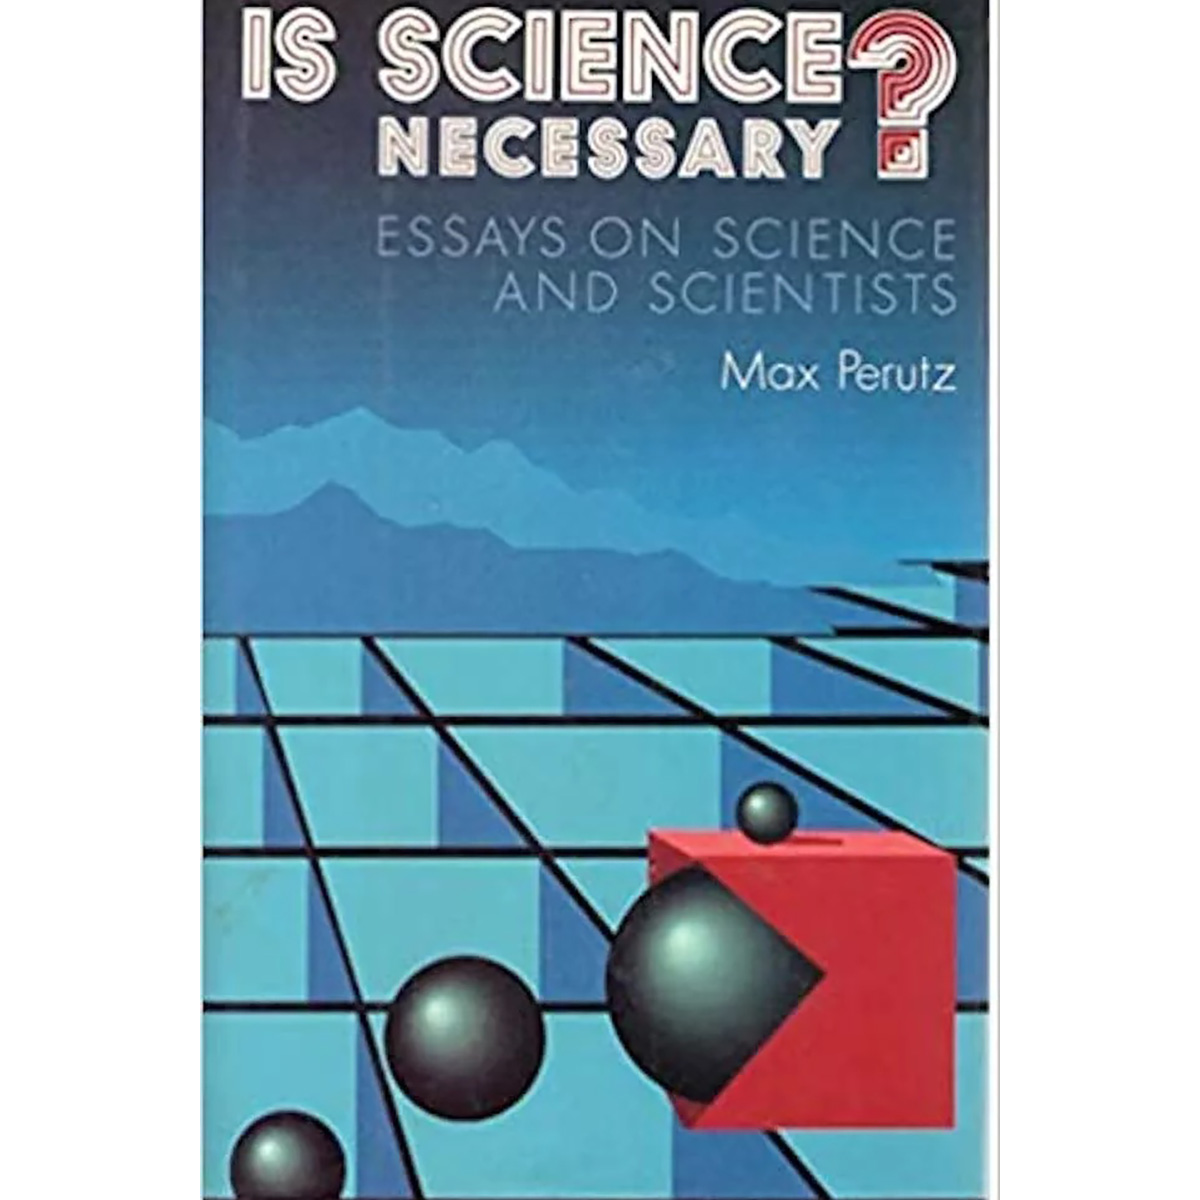 IS SCIENCE?
NECESSARY
ESSAYS ON SCIENCE
AND SCIENTISTS
Max Perutz